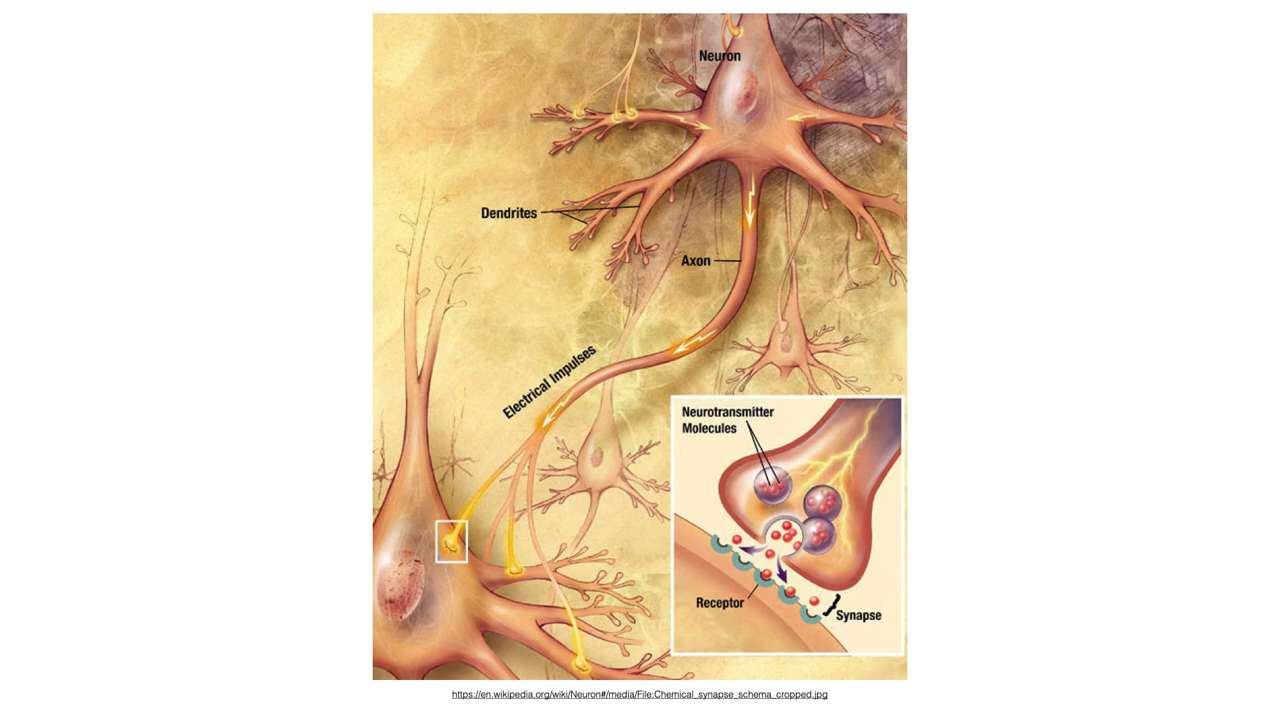 Neuron
Dendrites
Axon
Electrical Impulses
Neurotransmitter
Molecules
Receptor
Synapse
https://en.wikipedia.org/wiki/Neuron#/media/File:Chemical_synapse_schema_cropped.jpg